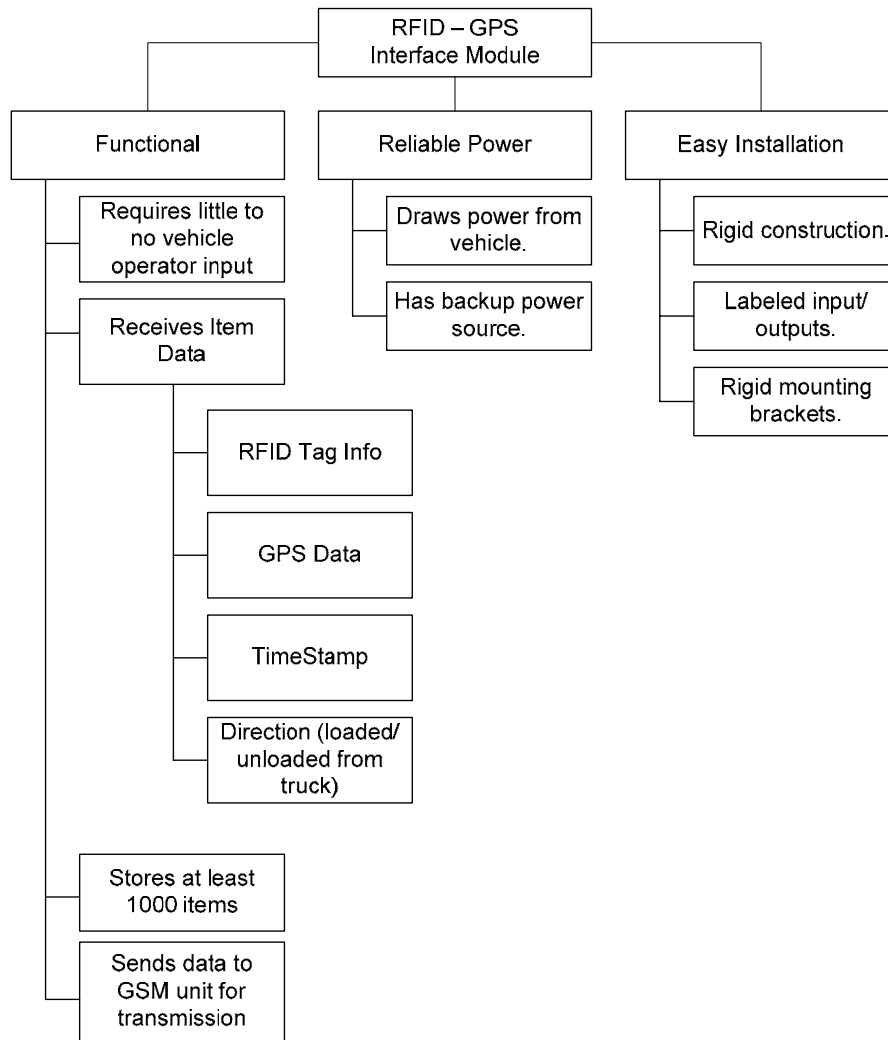 RFID – GPS
Interface Module
Functional
Requires little to
no vehicle
operator input
Receives Item
Data
RFID Tag Info
GPS Data
TimeStamp
Direction (loaded/
unloaded from
truck)
Stores at least
1000 items
Sends data to
GSM unit for
transmission
Reliable Power
Draws power from
vehicle.
Has backup power
source.
Easy Installation
Rigid construction.
Labeled input/
outputs.
Rigid mounting
brackets.